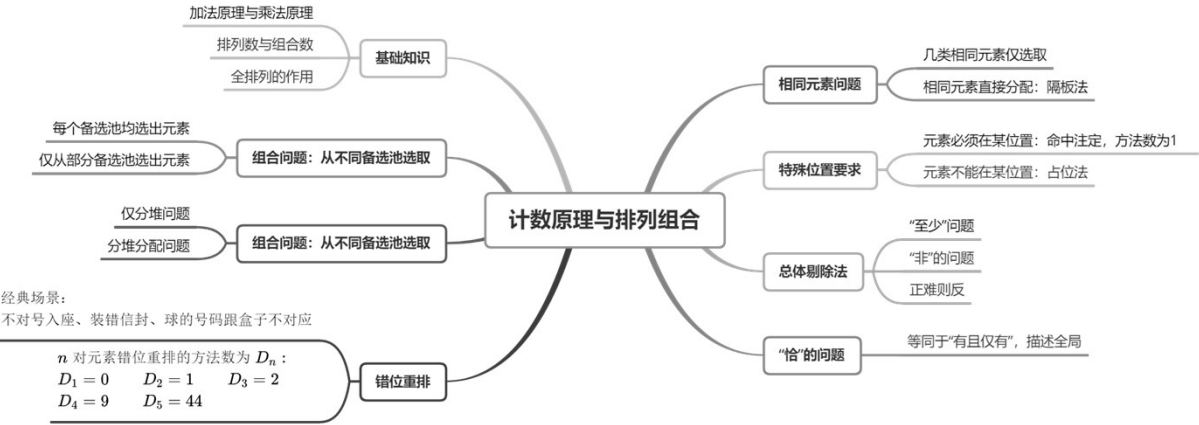 计数原理与排列组合
基础知识
加法原理与乘法原理
排列数与组合数
全排列的作用
组合问题：从不同备选池选取
每个备选池均选出元素
仅从部分备选池选出元素
组合问题：从不同备选池选取
仅分堆问题
分堆分配问题
错位重排
经典场景：
不对号入座、装错信封、球的号码跟盒子不对应
n 对元素错位重排的方法数为 Dₙ：
D₁ = 0 D₂ = 1 D₃ = 2
D₄ = 9 D₅ = 44
相同元素问题
几类相同元素仅选取
相同元素直接分配：隔板法
特殊位置要求
元素必须在某位置：命中注定，方法数为1
元素不能在某位置：占位法
总体剔除法
“至少”问题
“非”的问题
正难则反
“恰”的问题
等同于“有且仅有”，描述全局